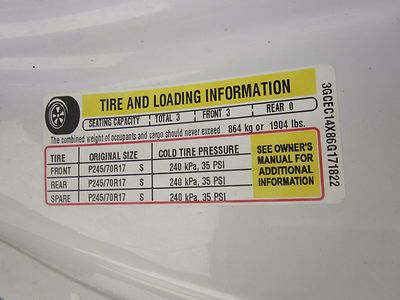 TIRE AND LOADING INFORMATION
SEATING CAPACITY TOTAL 3 FRONT 3 REAR 0
The combined weight of occupants and cargo should never exceed 864 kg or 1904 lbs.
TIRE ORIGINAL SIZE COLD TIRE PRESSURE
FRONT P245/70R17 S 240 kPa, 35 PSI
REAR P245/70R17 S 240 kPa, 35 PSI
SPARE P245/70R17 S 240 kPa, 35 PSI
SEE OWNER'S
MANUAL FOR
ADDITIONAL
INFORMATION
3GCEC14X96G171822